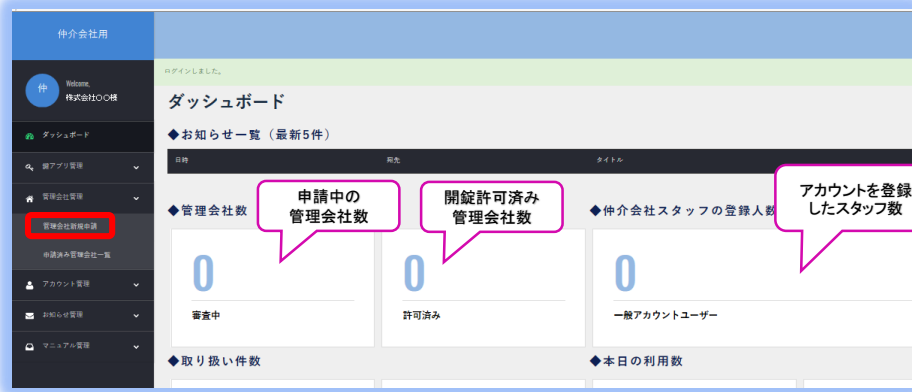 仲介会社用
仲
Welcome,
株式会社〇〇様
ダッシュボード
鍵アプリ管理
管理会社管理
管理会社新規申請
申請済み管理会社一覧
アカウント管理
お知らせ管理
マニュアル管理
ログインしました。
ダッシュボード
◆お知らせ一覧（最新5件）
日時 宛先 タイトル
◆管理会社数
申請中の
管理会社数
開錠許可済み
管理会社数
◆仲介会社スタッフの登録人数
アカウントを登録
したスタッフ数
0
審査中
0
許可済み
0
一般アカウントユーザー
◆取り扱い件数
◆本日の利用数